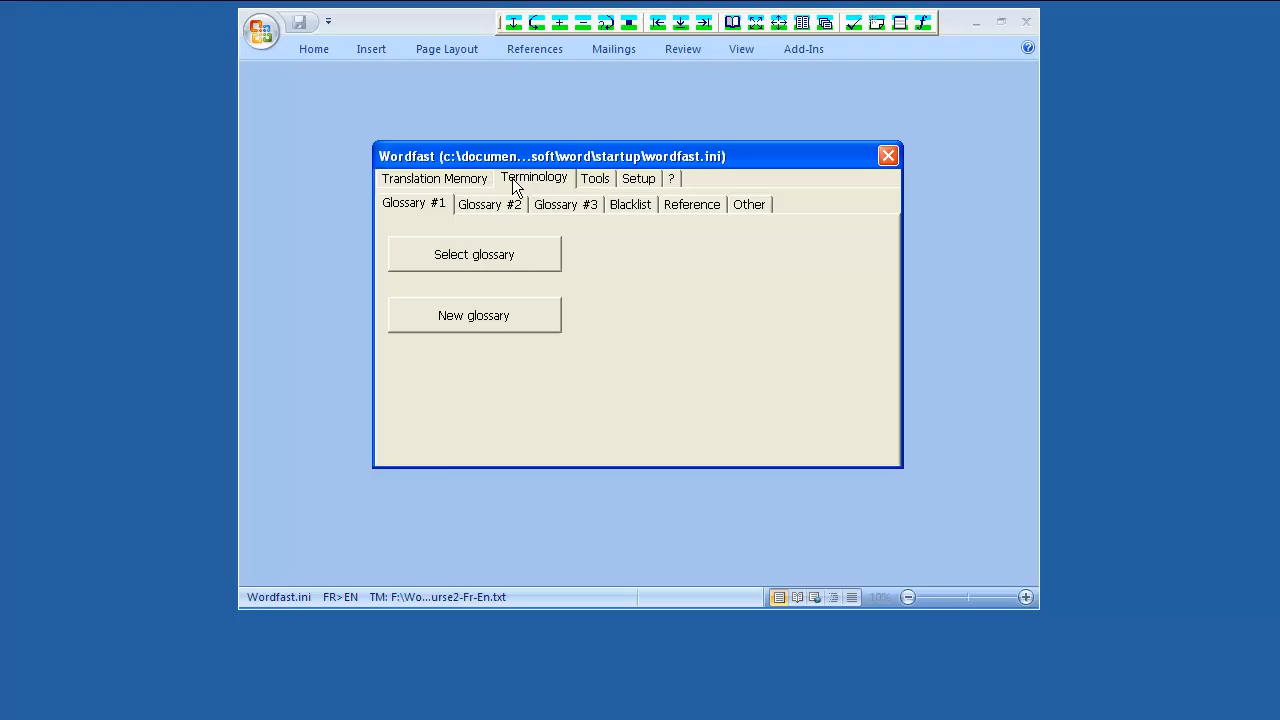 Home Insert Page Layout References Mailings Review View Add-Ins
Wordfast (c:\documen...soft\word\startup\wordfast.ini)
Translation Memory Terminology Tools Setup ?
Glossary #1 Glossary #2 Glossary #3 Blacklist Reference Other
Select glossary
New glossary
Wordfast.ini FR>EN TM: F:\Wo...urse2-Fr-En.txt 10%